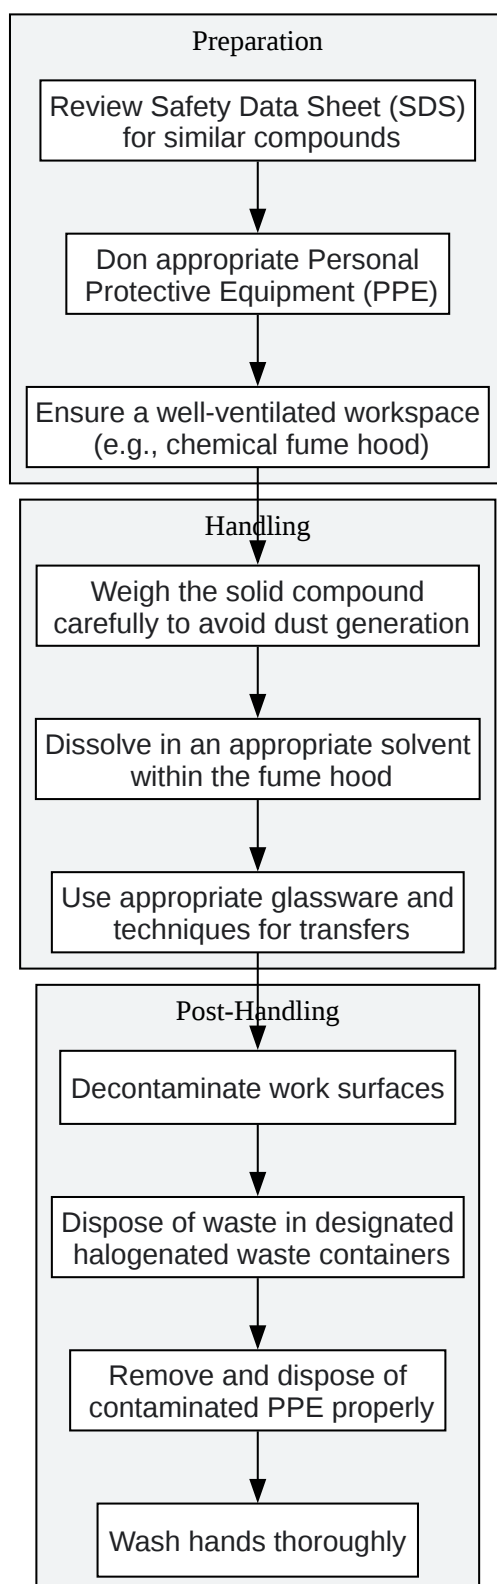 Preparation
Review Safety Data Sheet (SDS)
for similar compounds
Don appropriate Personal
Protective Equipment (PPE)
Ensure a well-ventilated workspace
(e.g., chemical fume hood)
Handling
Weigh the solid compound
carefully to avoid dust generation
Dissolve in an appropriate solvent
within the fume hood
Use appropriate glassware and
techniques for transfers
Post-Handling
Decontaminate work surfaces
Dispose of waste in designated
halogenated waste containers
Remove and dispose of
contaminated PPE properly
Wash hands thoroughly